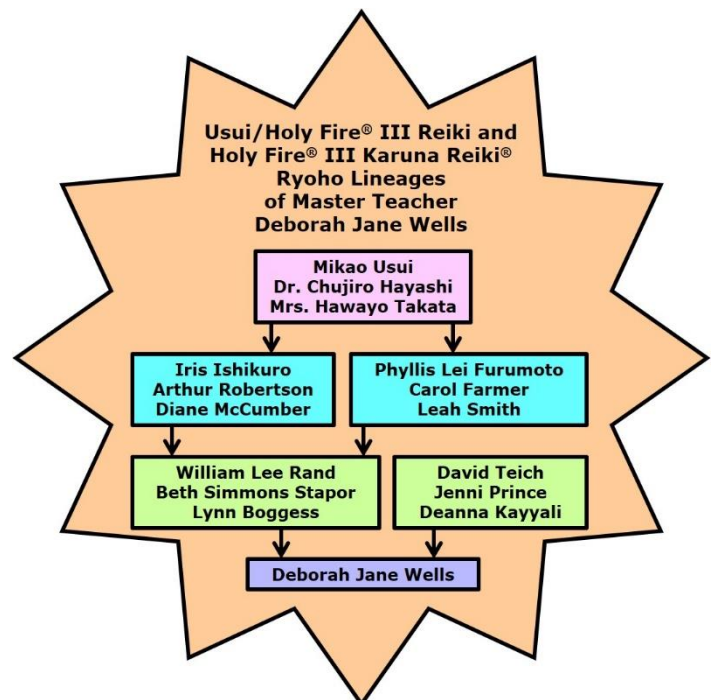 Usui/Holy Fire® III Reiki and
Holy Fire® III Karuna Reiki®
Ryoho Lineages
of Master Teacher
Deborah Jane Wells
Mikao Usui
Dr. Chujiro Hayashi
Mrs. Hawayo Takata
Iris Ishikuro
Arthur Robertson
Diane McCumber
Phyllis Lei Furumoto
Carol Farmer
Leah Smith
William Lee Rand
Beth Simmons Stapor
Lynn Boggess
David Teich
Jenni Prince
Deanna Kayyali
Deborah Jane Wells